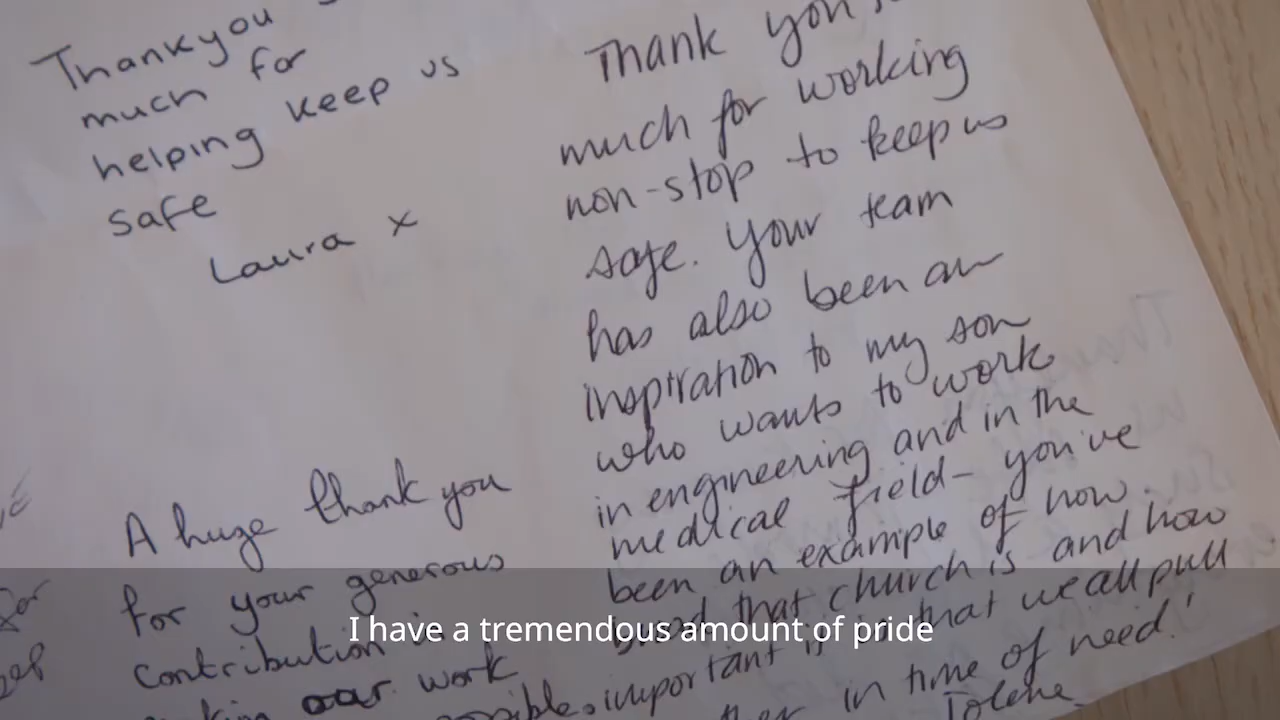 Thankyou
much for
helping keep us
safe
Laura x
Thank you
much for working
non-stop to keep us
safe. Your team
has also been an
inspiration to my son
who wants to work
in engineering and in the
medical field - you've
been an example of how
that church is and how
important is that we all pull
in time of need!
A huge thank you
for your generous
contribution
our work
I have a tremendous amount of pride